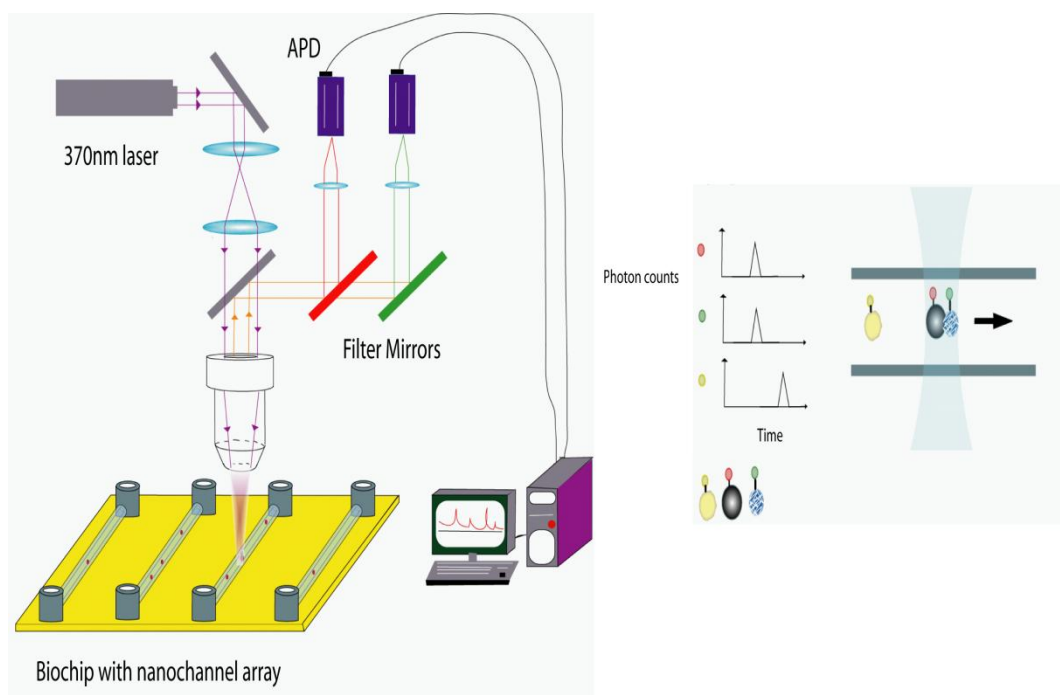 APD
370nm laser
Filter Mirrors
Biochip with nanochannel array
Photon counts
Time